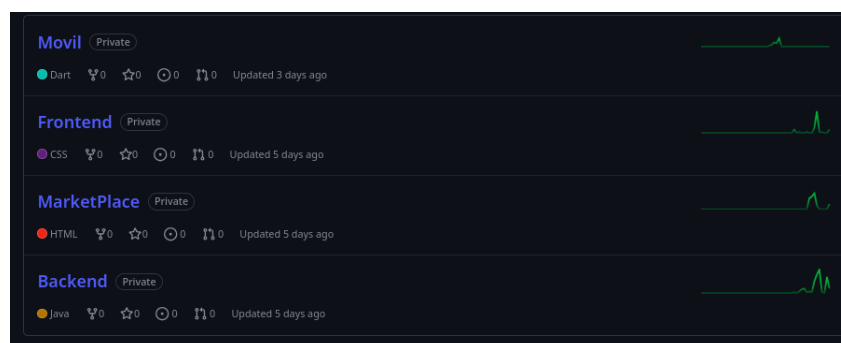 Movil Private
Dart 0 0 0 0 Updated 3 days ago
Frontend Private
CSS 0 0 0 0 Updated 5 days ago
MarketPlace Private
HTML 0 0 0 0 Updated 5 days ago
Backend Private
Java 0 0 0 0 Updated 5 days ago